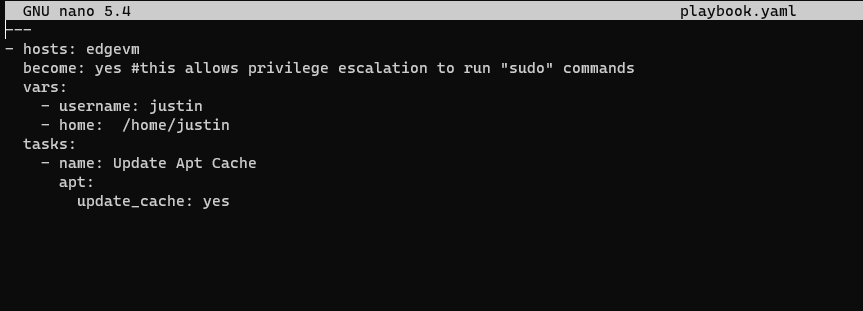 GNU nano 5.4 playbook.yaml
---
- hosts: edgevm
  become: yes #this allows privilege escalation to run "sudo" commands
  vars:
    - username: justin
    - home:  /home/justin
  tasks:
    - name: Update Apt Cache
      apt:
        update_cache: yes